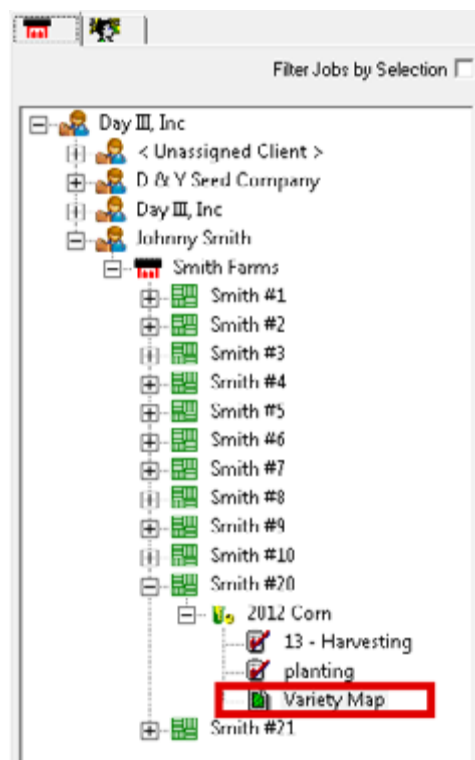 Filter Jobs by Selection
Day III, Inc
< Unassigned Client >
D & Y Seed Company
Day III, Inc
Johnny Smith
Smith Farms
Smith #1
Smith #2
Smith #3
Smith #4
Smith #5
Smith #6
Smith #7
Smith #8
Smith #9
Smith #10
Smith #20
2012 Corn
13 - Harvesting
planting
Variety Map
Smith #21